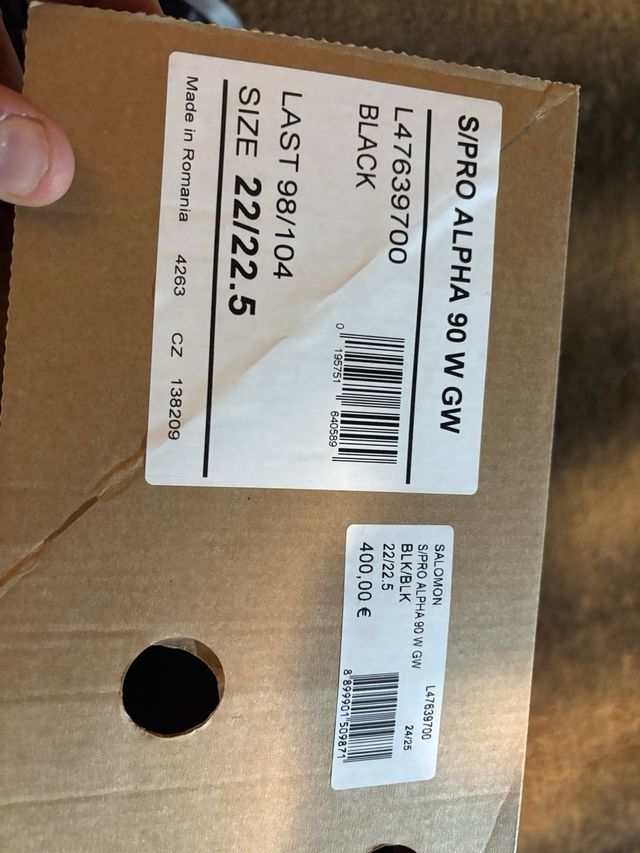 S/PRO ALPHA 90 W GW
L47639700
BLACK
0 195751 640589
LAST 98/104
SIZE 22/22.5
Made in Romania 4263 CZ 138209
SALOMON
S/PRO ALPHA 90 W GW L47639700
BLK/BLK
22/22.5 24/25
400,00 €
8 899901 509871